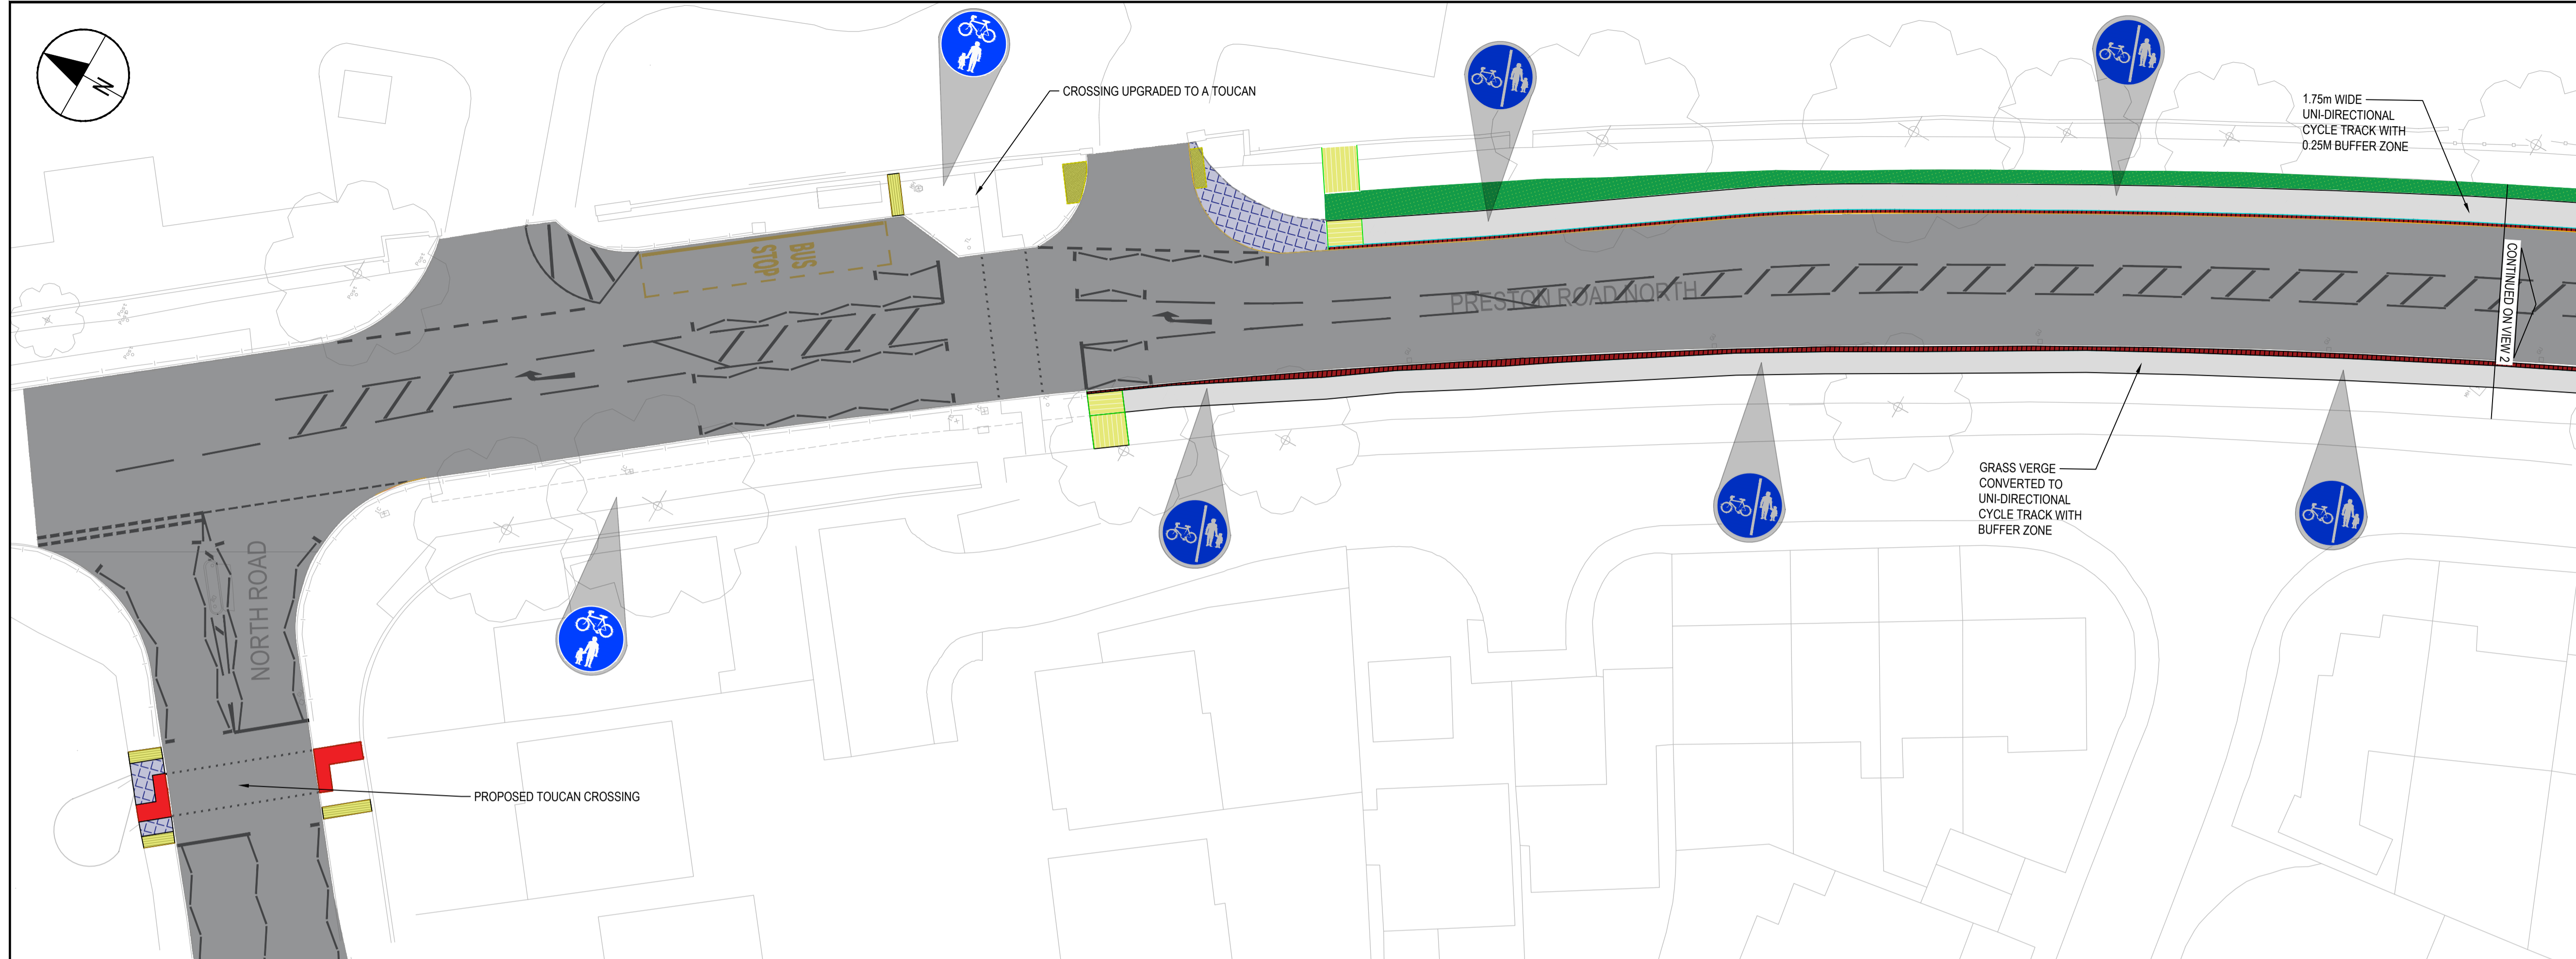 N
CROSSING UPGRADED TO A TOUCAN
1.75m WIDE
UNI-DIRECTIONAL
CYCLE TRACK WITH
0.25M BUFFER ZONE
BUS
STOP
PRESTON ROAD NORTH
CONTINUED ON VIEW 2
GRASS VERGE
CONVERTED TO
UNI-DIRECTIONAL
CYCLE TRACK WITH
BUFFER ZONE
NORTH ROAD
PROPOSED TOUCAN CROSSING